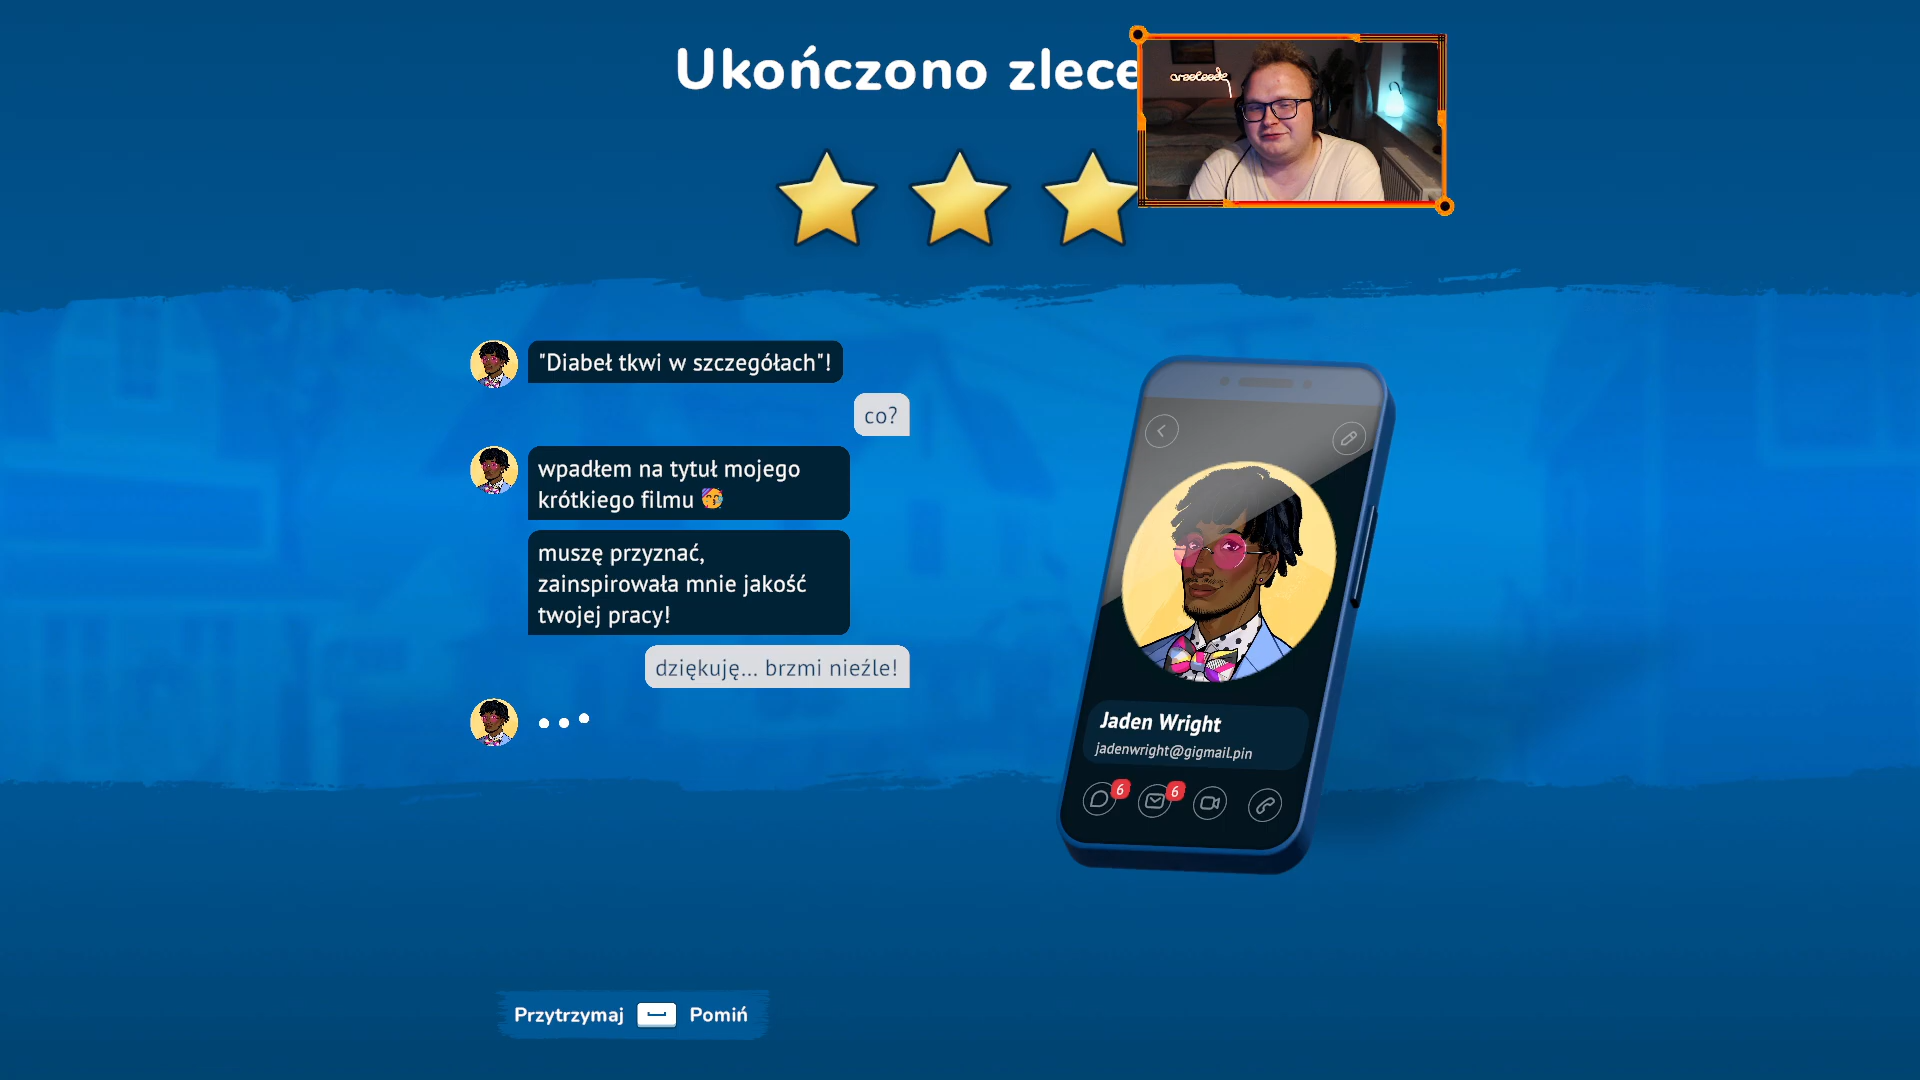 Ukończono zlece
"Diabeł tkwi w szczegółach"!
co?
wpadłem na tytuł mojego
krótkiego filmu 🥳
muszę przyznać,
zainspirowała mnie jakość
twojej pracy!
dziękuję... brzmi nieźle!
Jaden Wright
jadenwright@gigmail.pin
6
6
Przytrzymaj Pomiń